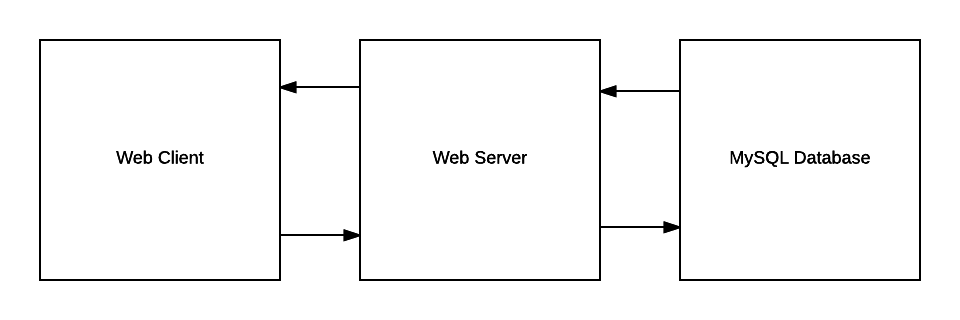 Web Client
Web Server
MySQL Database